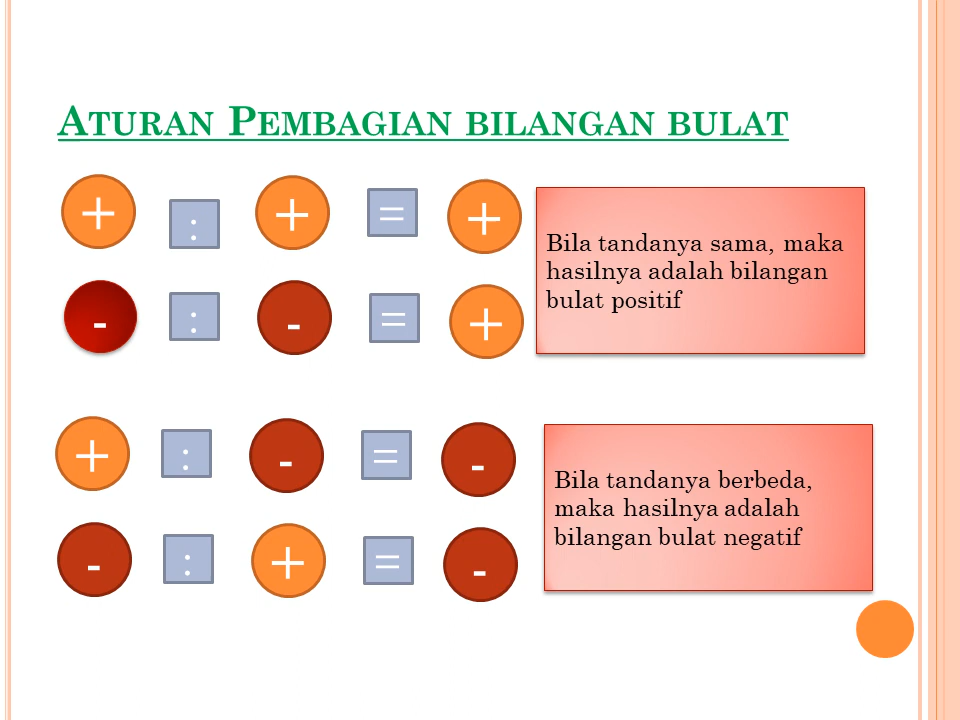 Aturan Pembagian bilangan bulat
+ : + = +
Bila tandanya sama, maka
hasilnya adalah bilangan
bulat positif
- : - = +
+ : - = -
Bila tandanya berbeda,
maka hasilnya adalah
bilangan bulat negatif
- : + = -